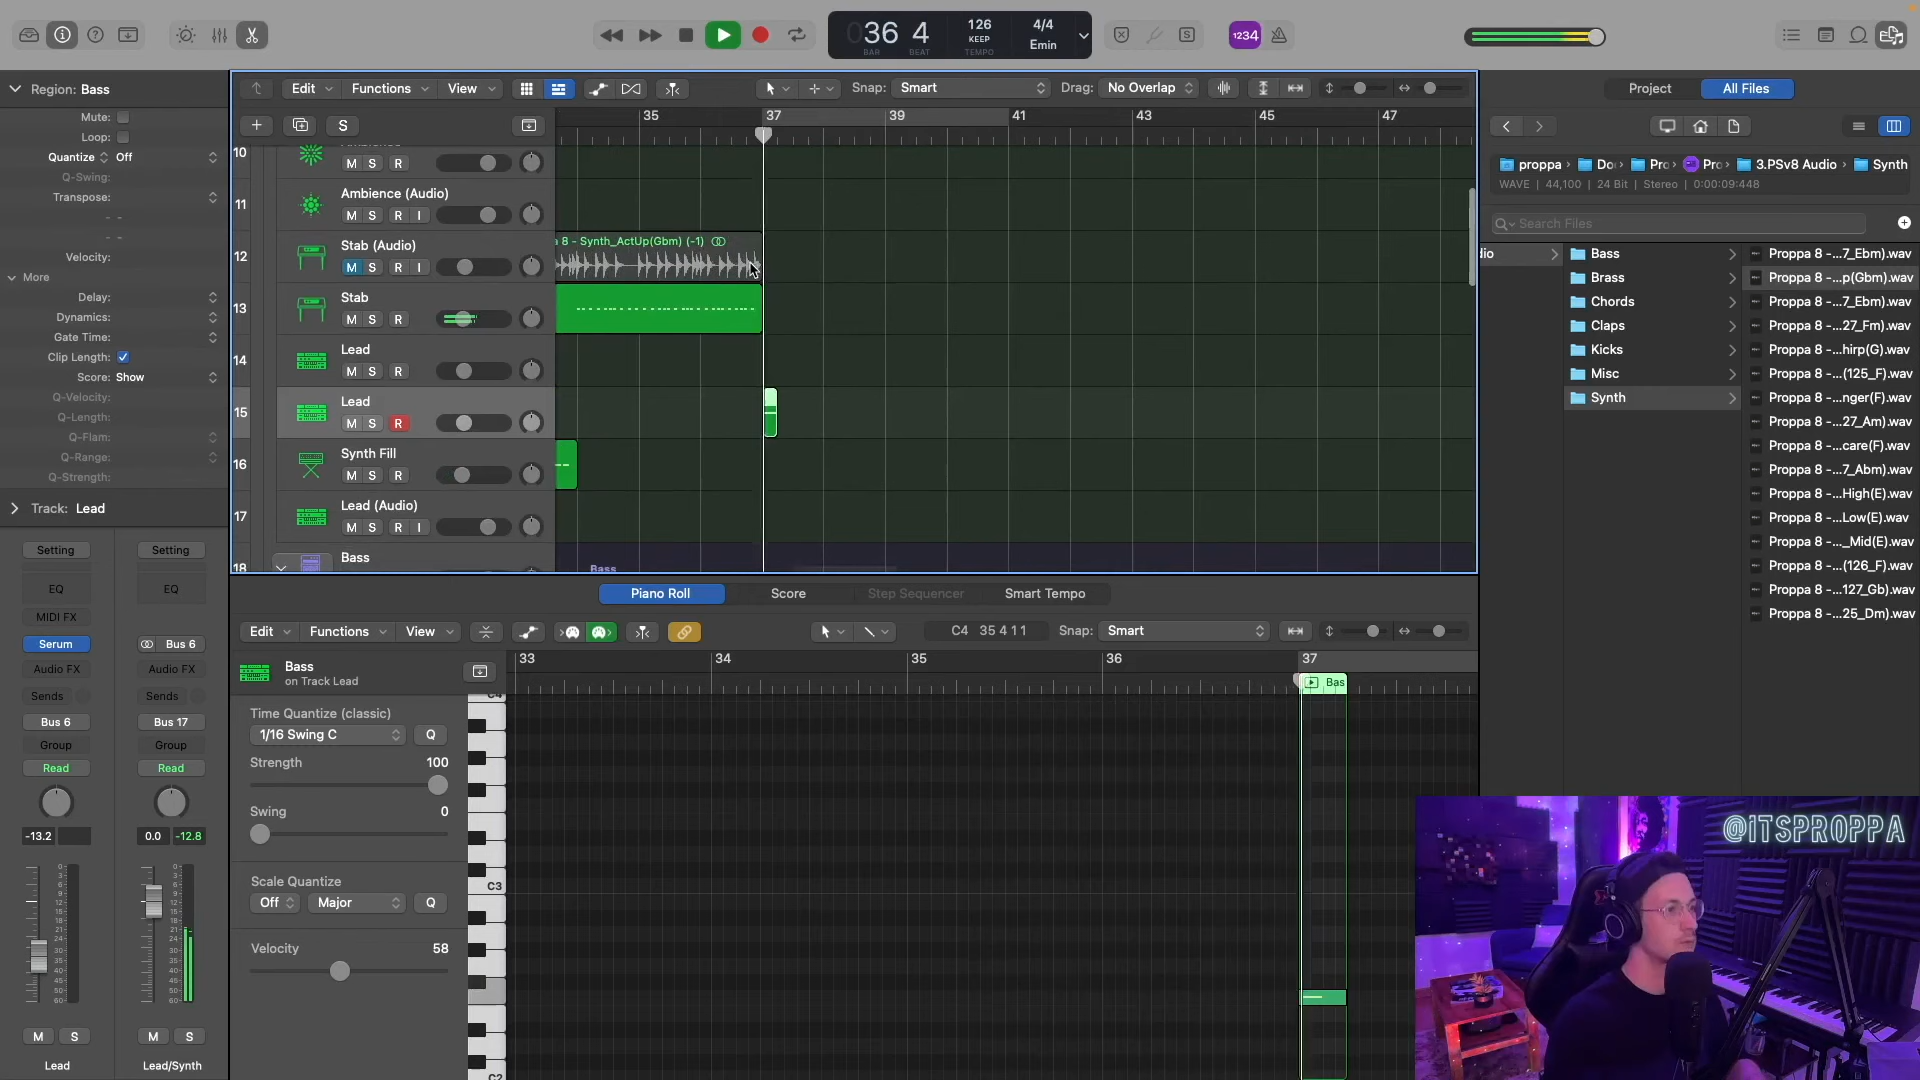 36 4
BAR BEAT
126
KEEP
TEMPO
4/4
Emin
1234
S
Region: Bass
Mute:
Loop:
Quantize Off
Q-Swing:
Transpose:
- -
- -
Velocity:
More
Delay:
Dynamics:
Gate Time:
Clip Length:
Score: Show
Q-Velocity:
Q-Length:
Q-Flam:
Q-Range:
Q-Strength:
Track: Lead
Setting Setting
EQ EQ
MIDI FX
Serum Bus 6
Audio FX Audio FX
Sends Sends
Bus 6 Bus 17
Group Group
Read Read
-13.2 0.0 -12.8
M S M S
Lead Lead/Synth
Edit Functions View Snap: Smart Drag: No Overlap
S
35 37 39 41 43 45 47
10
M S R
11 Ambience (Audio)
M S R I
12 Stab (Audio)
M S R I
8 - Synth_ActUp(Gbm) (-1)
13 Stab
M S R
14 Lead
M S R
15 Lead
M S R
16 Synth Fill
M S R
17 Lead (Audio)
M S R I
18 Bass
Bass
Piano Roll Score Step Sequencer Smart Tempo
Edit Functions View C4 35 4 1 1 Snap: Smart
Bass
on Track Lead
33 34 35 36 37
Bas
Time Quantize (classic)
1/16 Swing C Q
Strength 100
Swing 0
Scale Quantize
Off Major Q
Velocity 58
C4
C3
C2
Project All Files
proppa Do Pro Pro 3.PSv8 Audio Synth
WAVE | 44,100 | 24 Bit | Stereo | 0:00:09:448
Search Files
dio
Bass
Brass
Chords
Claps
Kicks
Misc
Synth
Proppa 8 -...7_Ebm).wav
Proppa 8 -...p(Gbm).wav
Proppa 8 -...7_Ebm).wav
Proppa 8 -...27_Fm).wav
Proppa 8 -...hirp(G).wav
Proppa 8 -...(125_F).wav
Proppa 8 -...nger(F).wav
Proppa 8 -...27_Am).wav
Proppa 8 -...care(F).wav
Proppa 8 -...7_Abm).wav
Proppa 8 -...High(E).wav
Proppa 8 -...Low(E).wav
Proppa 8 -..._Mid(E).wav
Proppa 8 -...(126_F).wav
Proppa 8 -...127_Gb).wav
Proppa 8 -...25_Dm).wav
@ITSPROPPA